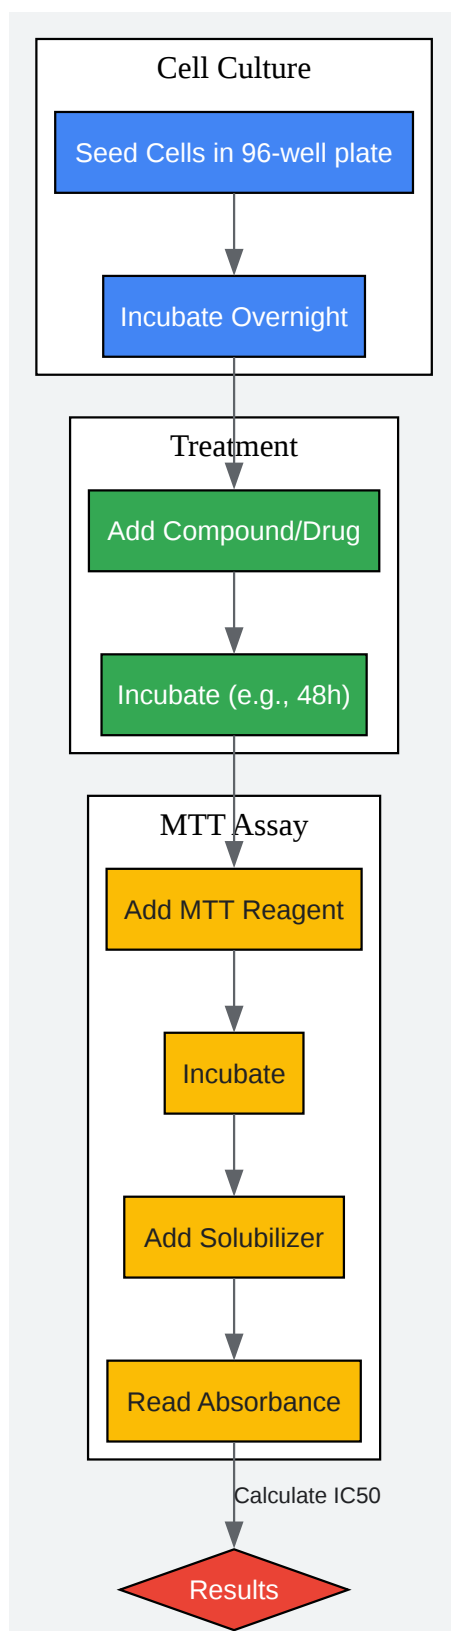 Cell Culture
Seed Cells in 96-well plate
Incubate Overnight
Treatment
Add Compound/Drug
Incubate (e.g., 48h)
MTT Assay
Add MTT Reagent
Incubate
Add Solubilizer
Read Absorbance
Calculate IC50
Results